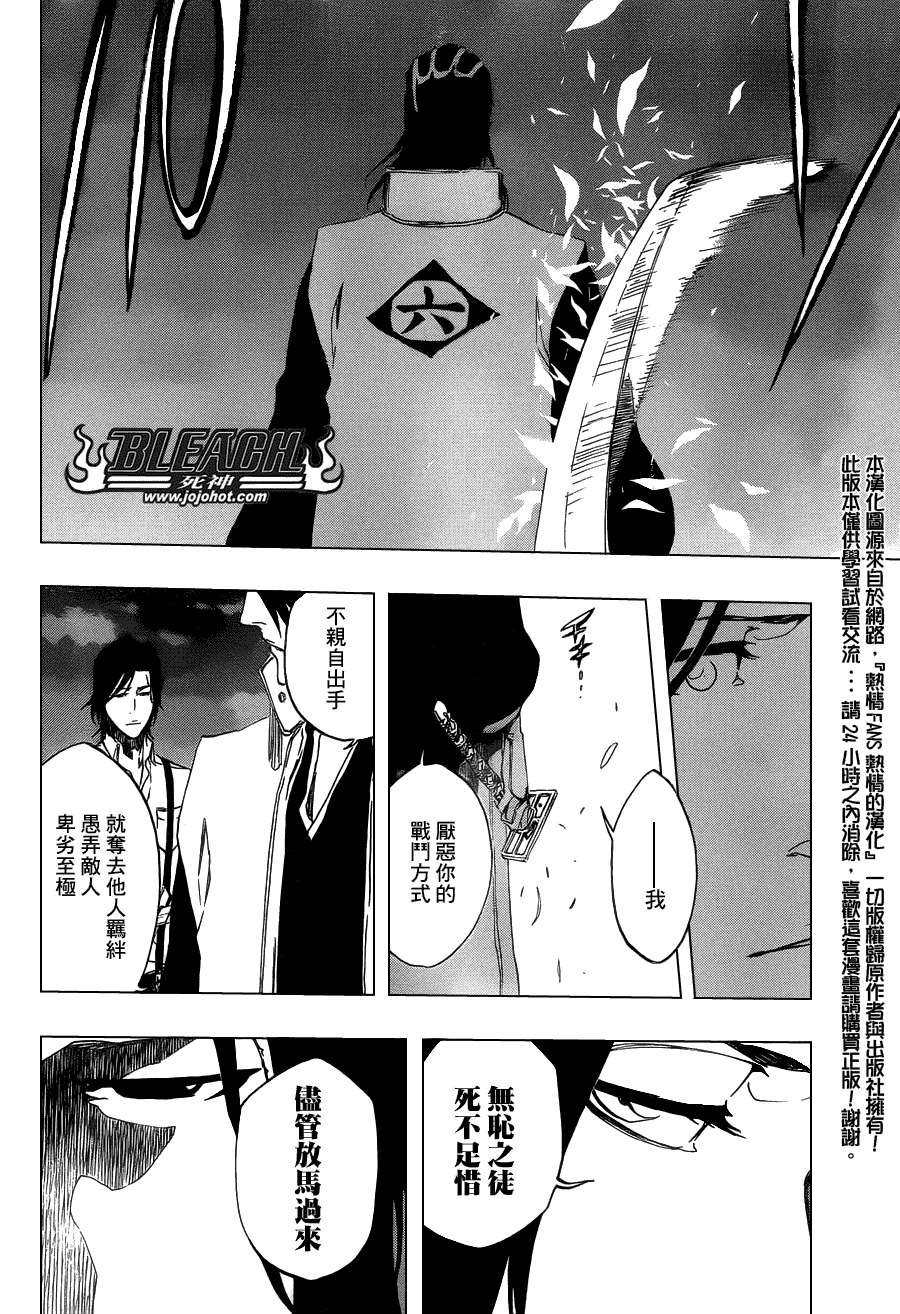 六
BLEACH
死神
www.jojohot.com
──我
厭惡你的
戰鬥方式
不親自出手
就奪去他人羈絆
愚弄敵人
卑劣至極
無恥之徒
死不足惜
儘管放馬過來
本漢化圖源來自於網路，『熱情FANS熱情的漢化』一切版權歸原作者與出版社擁有！
此版本僅供學習試看交流…請24小時之內消除，喜歡這套漫畫請購買正版！謝謝。